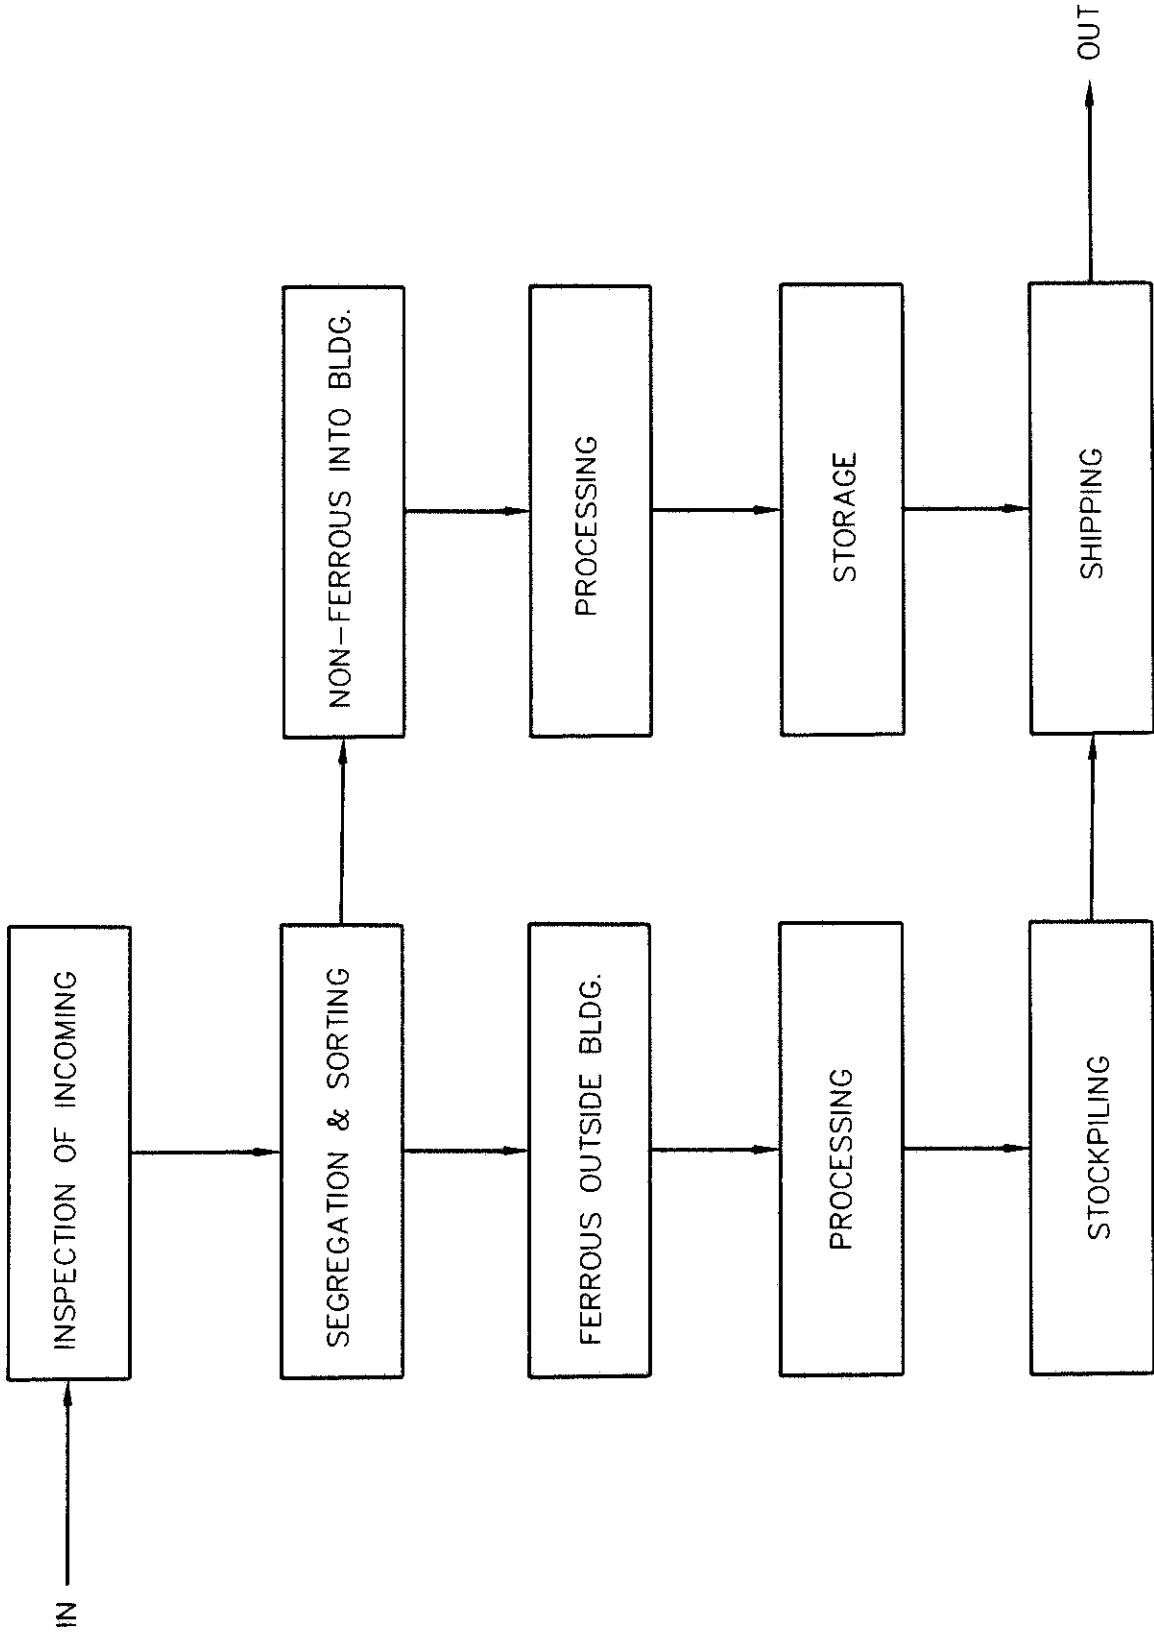 IN
INSPECTION OF INCOMING
SEGREGATION & SORTING
NON-FERROUS INTO BLDG.
FERROUS OUTSIDE BLDG.
PROCESSING
PROCESSING
STORAGE
STOCKPILING
SHIPPING
OUT